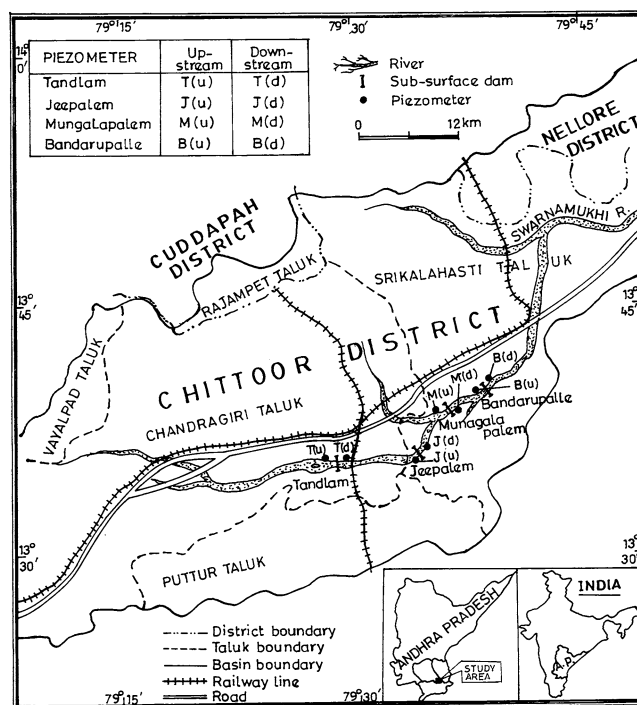 79°15'
79°30'
79°45'
14°
0'
PIEZOMETER Up-stream Down-stream
Tandlam T(u) T(d)
Jeepalem J(u) J(d)
Mungalapalem M(u) M(d)
Bandarupalle B(u) B(d)
River
Sub-surface dam
Piezometer
0 12km
NELLORE
DISTRICT
CUDDAPAH
DISTRICT
SWARNAMUKHI R.
RAJAMPET TALUK
SRIKALAHASTI TALUK
13°
45'
13°
45'
VAYALPAD TALUK
CHITTOOR DISTRICT
CHANDRAGIRI TALUK
B(d)
B(u)
M(u) M(d)
Bandarupalle
Munagala
palem
J(d)
J(u)
Jeepalem
T(u) T(d)
Tandlam
13°
30'
13°
30'
PUTTUR TALUK
District boundary
Taluk boundary
Basin boundary
Railway line
Road
ANDHRA PRADESH
STUDY
AREA
INDIA
A.P.
79°15'
79°30'